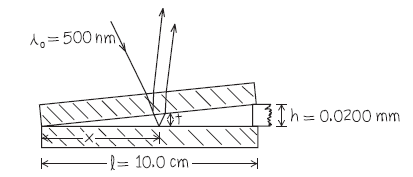 λ₀ = 500 nm
t
h = 0.0200 mm
x
l = 10.0 cm